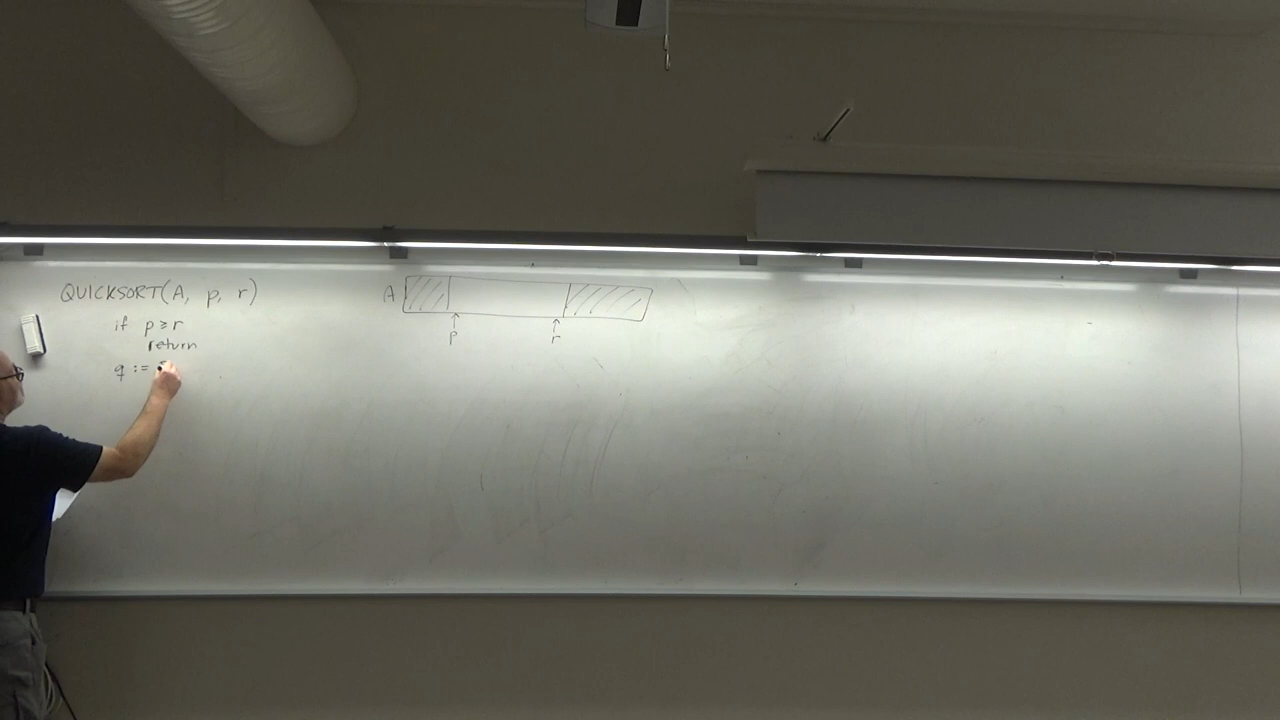 QUICKSORT(A, p, r)
if p ≥ r
return
q :=
A
p r